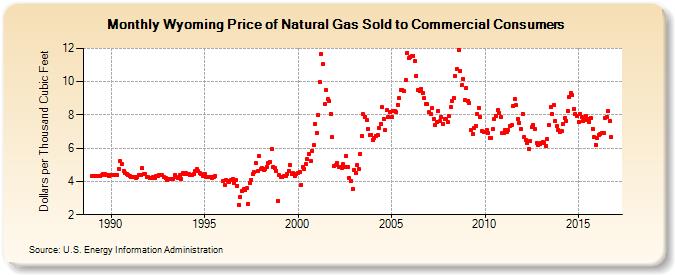 Monthly Wyoming Price of Natural Gas Sold to Commercial Consumers
Dollars per Thousand Cubic Feet
12
10
8
6
4
2
1990 1995 2000 2005 2010 2015
Source: U.S. Energy Information Administration